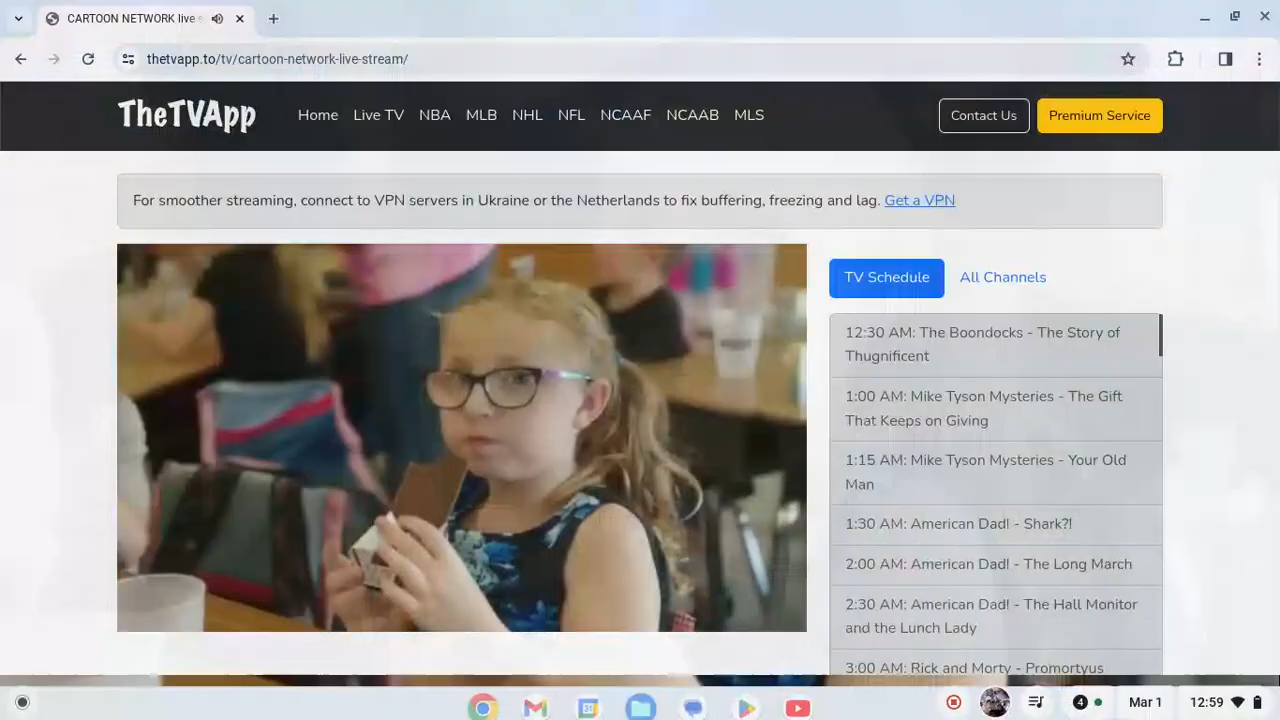 CARTOON NETWORK live s
thetvapp.to/tv/cartoon-network-live-stream/
TheTVApp
Home
Live TV
NBA
MLB
NHL
NFL
NCAAF
NCAAB
MLS
Contact Us
Premium Service
For smoother streaming, connect to VPN servers in Ukraine or the Netherlands to fix buffering, freezing and lag. Get a VPN
TV Schedule
All Channels
12:30 AM: The Boondocks - The Story of
Thugnificent
1:00 AM: Mike Tyson Mysteries - The Gift
That Keeps on Giving
1:15 AM: Mike Tyson Mysteries - Your Old
Man
1:30 AM: American Dad! - Shark?!
2:00 AM: American Dad! - The Long March
2:30 AM: American Dad! - The Hall Monitor
and the Lunch Lady
3:00 AM: Rick and Morty - Promortyus
31
4
Mar 1
12:59